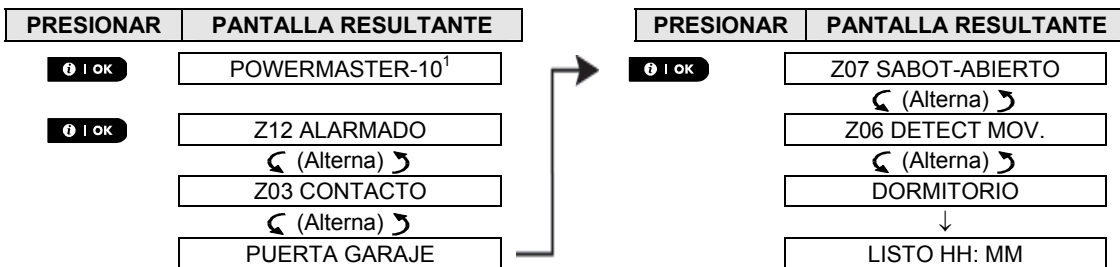 PRESIONAR PANTALLA RESULTANTE
i | OK POWERMASTER-10¹
i | OK Z12 ALARMADO
(Alterna)
Z03 CONTACTO
(Alterna)
PUERTA GARAJE
PRESIONAR PANTALLA RESULTANTE
i | OK Z07 SABOT-ABIERTO
(Alterna)
Z06 DETECT MOV.
(Alterna)
DORMITORIO
↓
LISTO HH: MM